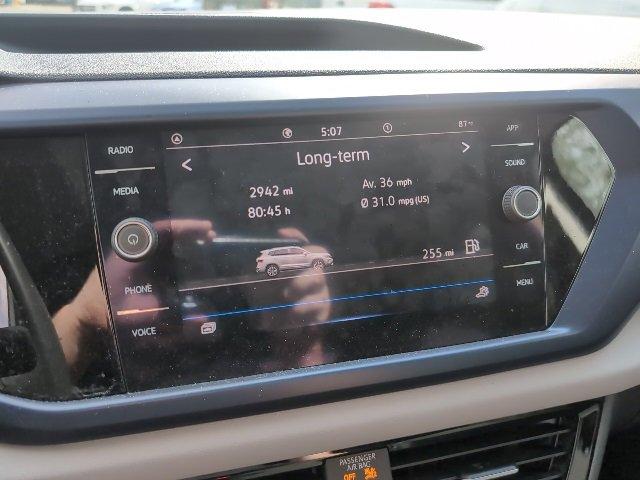 RADIO
MEDIA
PHONE
VOICE
5:07
87°F
Long-term
2942 mi
80:45 h
Av. 36 mph
Ø 31.0 mpg (US)
255 mi
APP
SOUND
CAR
MENU
PASSENGER
AIR BAG
OFF